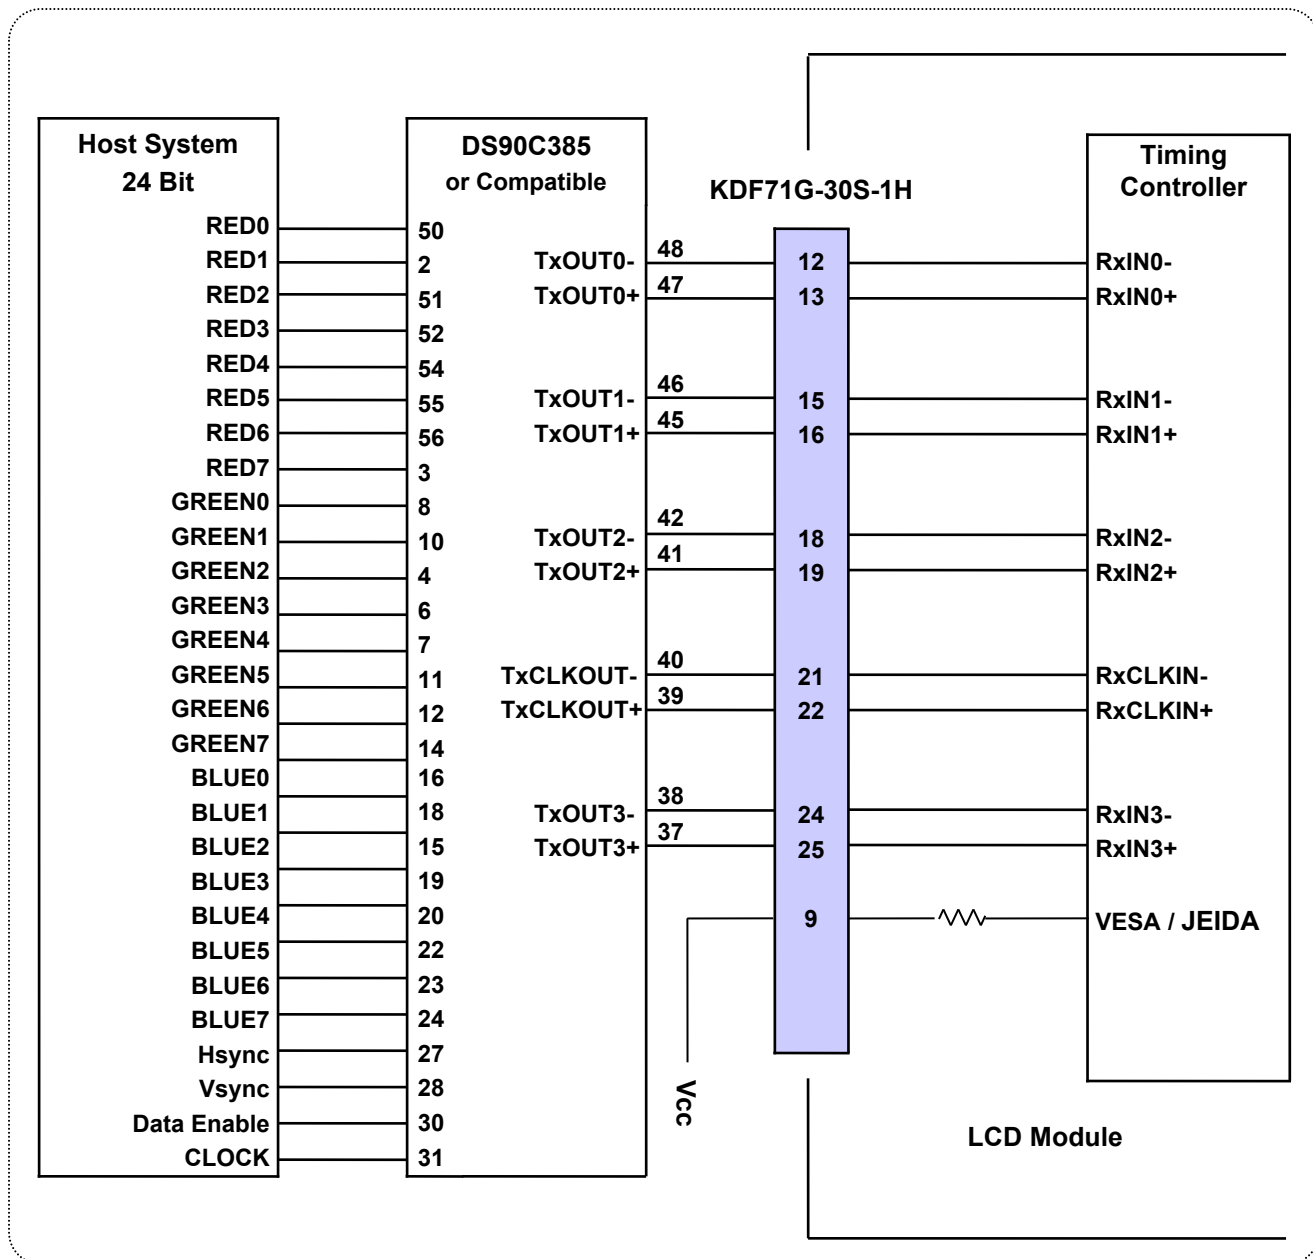 Host System
24 Bit
RED0
RED1
RED2
RED3
RED4
RED5
RED6
RED7
GREEN0
GREEN1
GREEN2
GREEN3
GREEN4
GREEN5
GREEN6
GREEN7
BLUE0
BLUE1
BLUE2
BLUE3
BLUE4
BLUE5
BLUE6
BLUE7
Hsync
Vsync
Data Enable
CLOCK
DS90C385
or Compatible
50
2
51
52
54
55
56
3
8
10
4
6
7
11
12
14
16
18
15
19
20
22
23
24
27
28
30
31
TxOUT0- 48
TxOUT0+ 47
TxOUT1- 46
TxOUT1+ 45
TxOUT2- 42
TxOUT2+ 41
TxCLKOUT- 40
TxCLKOUT+ 39
TxOUT3- 38
TxOUT3+ 37
Vcc
KDF71G-30S-1H
12
13
15
16
18
19
21
22
24
25
9
Timing
Controller
RxIN0-
RxIN0+
RxIN1-
RxIN1+
RxIN2-
RxIN2+
RxCLKIN-
RxCLKIN+
RxIN3-
RxIN3+
VESA / JEIDA
LCD Module